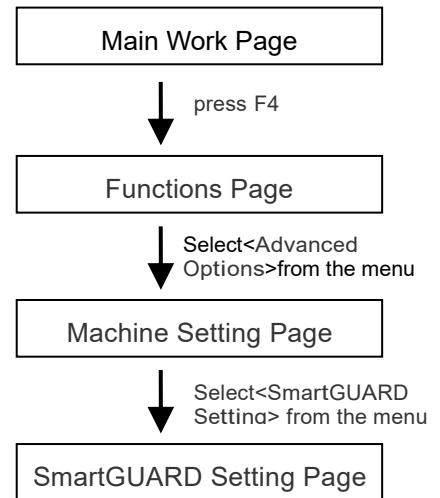 Main Work Page
press F4
Functions Page
Select<Advanced
Options>from the menu
Machine Setting Page
Select<SmartGUARD
Setting> from the menu
SmartGUARD Setting Page